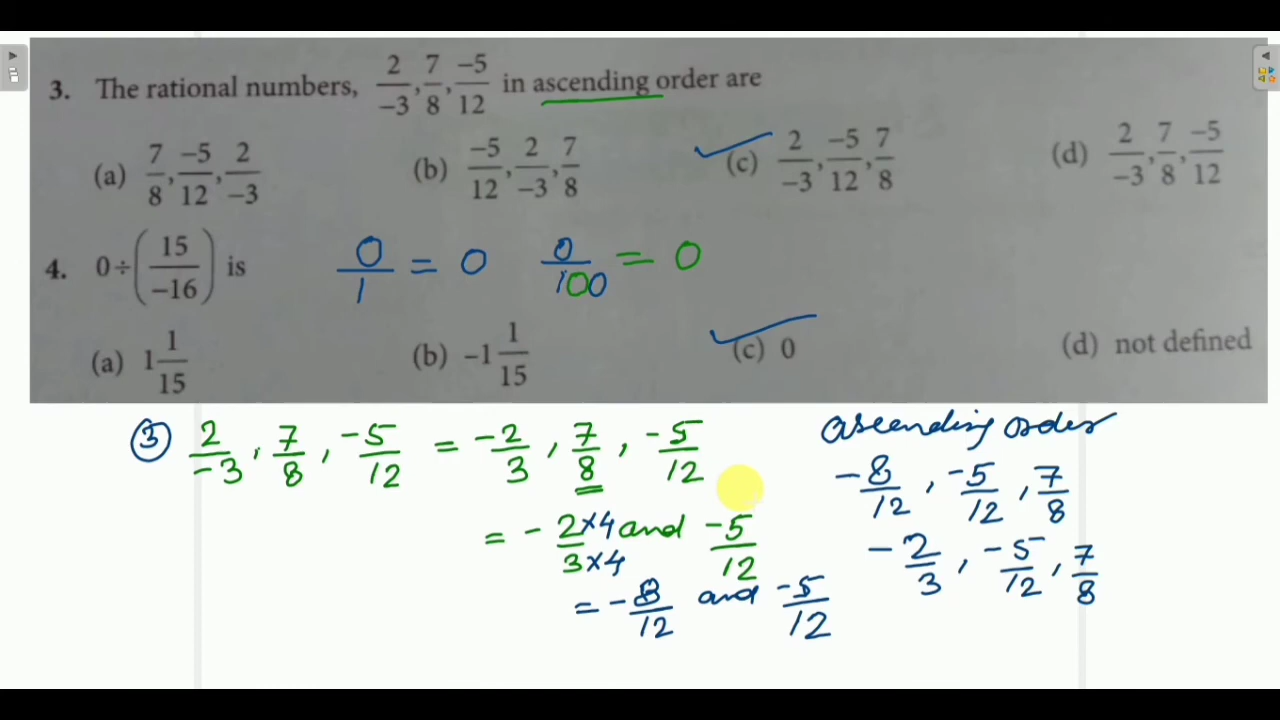 3. The rational numbers, 2/-3, 7/8, -5/12 in ascending order are
(a) 7/8, -5/12, 2/-3 (b) -5/12, 2/-3, 7/8 (c) 2/-3, -5/12, 7/8 (d) 2/-3, 7/8, -5/12
4. 0÷(15/-16) is 0/1 = 0 0/100 = 0
(a) 1 1/15 (b) -1 1/15 (c) 0 (d) not defined
③ 2/-3, 7/8, -5/12 = -2/3, 7/8, -5/12
= - 2×4/3×4 and -5/12
= -8/12 and -5/12
ascending order
-8/12, -5/12, 7/8
-2/3, -5/12, 7/8